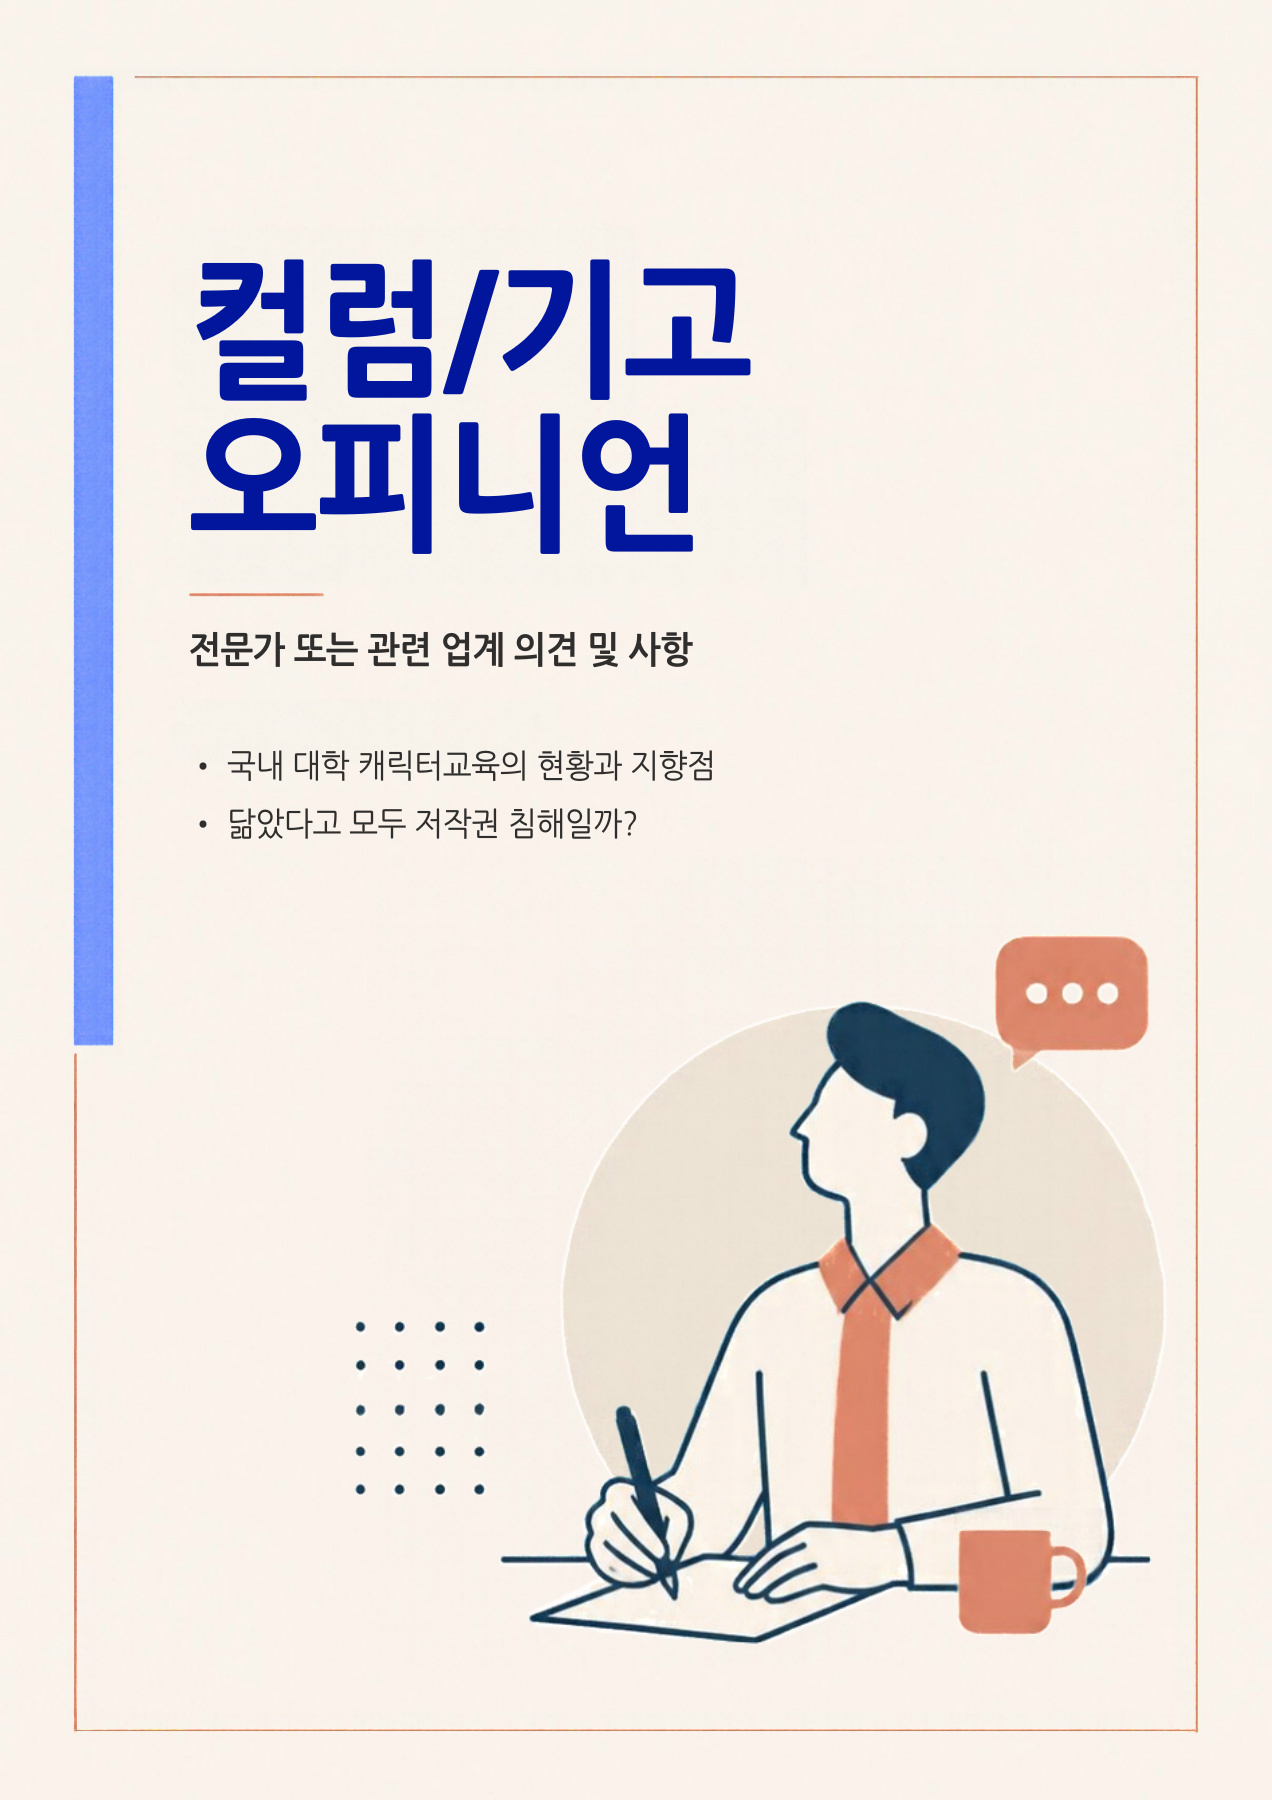 컬럼/기고
오피니언
전문가 또는 관련 업계 의견 및 사항
• 국내 대학 캐릭터교육의 현황과 지향점
• 닮았다고 모두 저작권 침해일까?